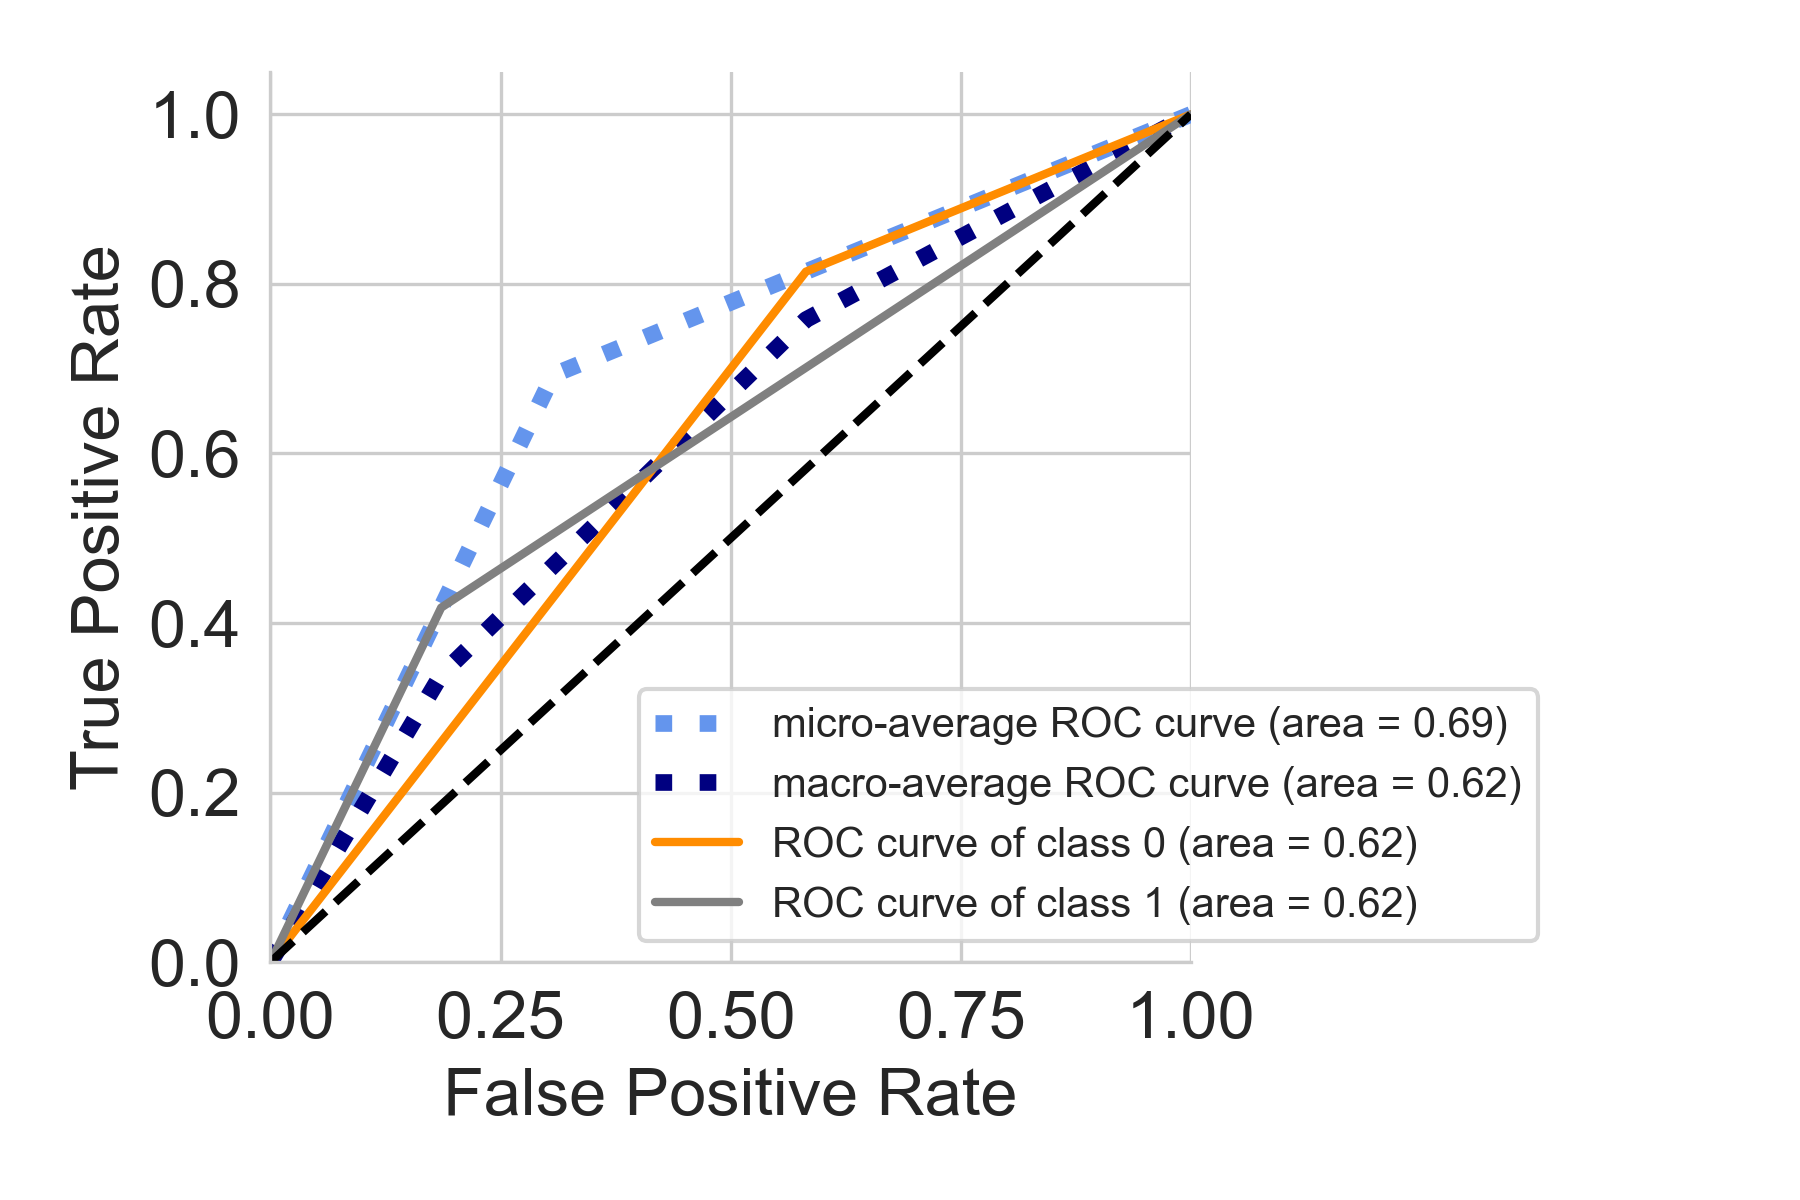 True Positive Rate
1.0
0.8
0.6
0.4
0.2
0.0
0.00 0.25 0.50 0.75 1.00
False Positive Rate
micro-average ROC curve (area = 0.69)
macro-average ROC curve (area = 0.62)
ROC curve of class 0 (area = 0.62)
ROC curve of class 1 (area = 0.62)